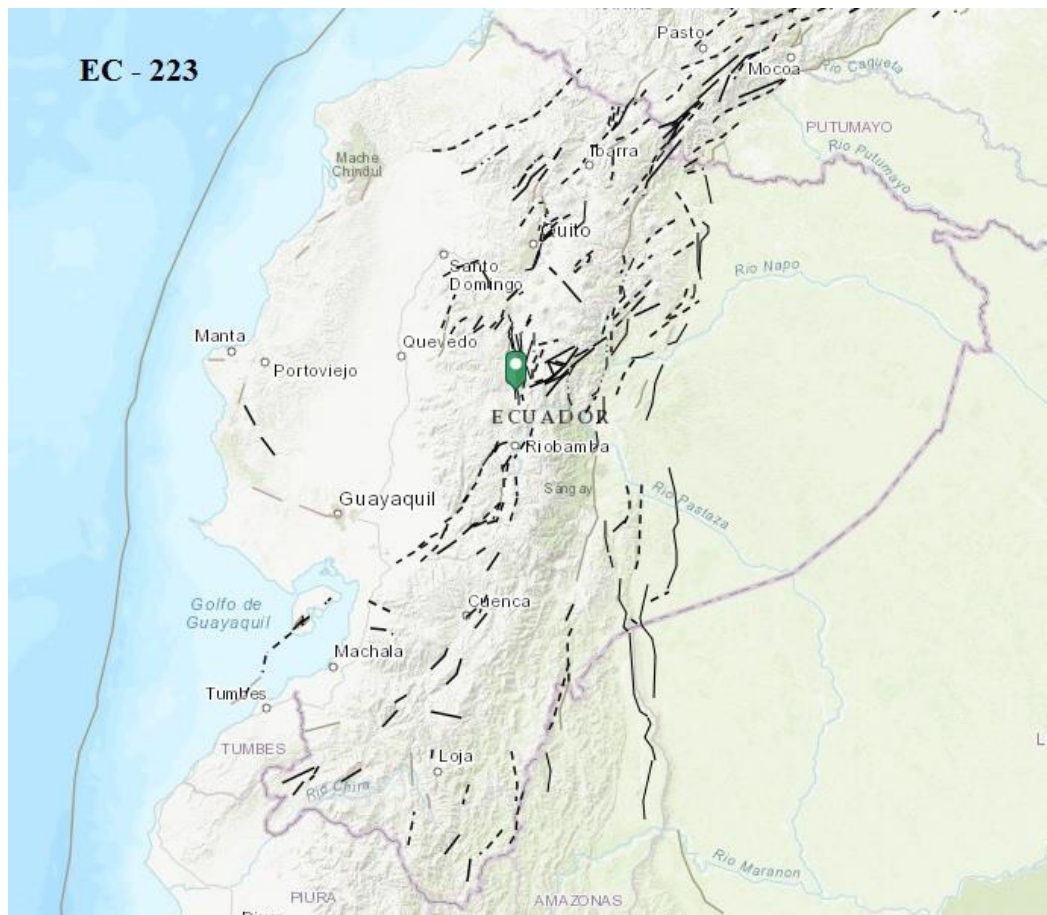 Pasto
EC - 223
Mocoa
Rio Caqueta
PUTUMAYO
Ibarra
Rio Putumayo
Mache
Chindul
Quito
Santo
Domingo
Rio Napo
Manta
Quevedo
Portoviejo
ECUADOR
Riobamba
Sangay
Guayaquil
Rio Pastaza
Golfo de
Guayaquil
Cuenca
Machala
Tumbes
TUMBES
Loja
Rio Chira
Rio Maranon
PIURA
AMAZONAS